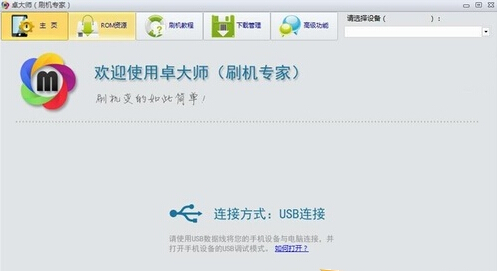 卓大师（刷机专家）
主 页
ROM资源
刷机教程
下载管理
高级功能
请选择设备（ ）：
m
欢迎使用卓大师（刷机专家）
刷机变的如此简单！
连接方式：USB连接
请使用USB数据线将您的手机设备与电脑连接，并
打开手机设备的USB调试模式。 如何打开？